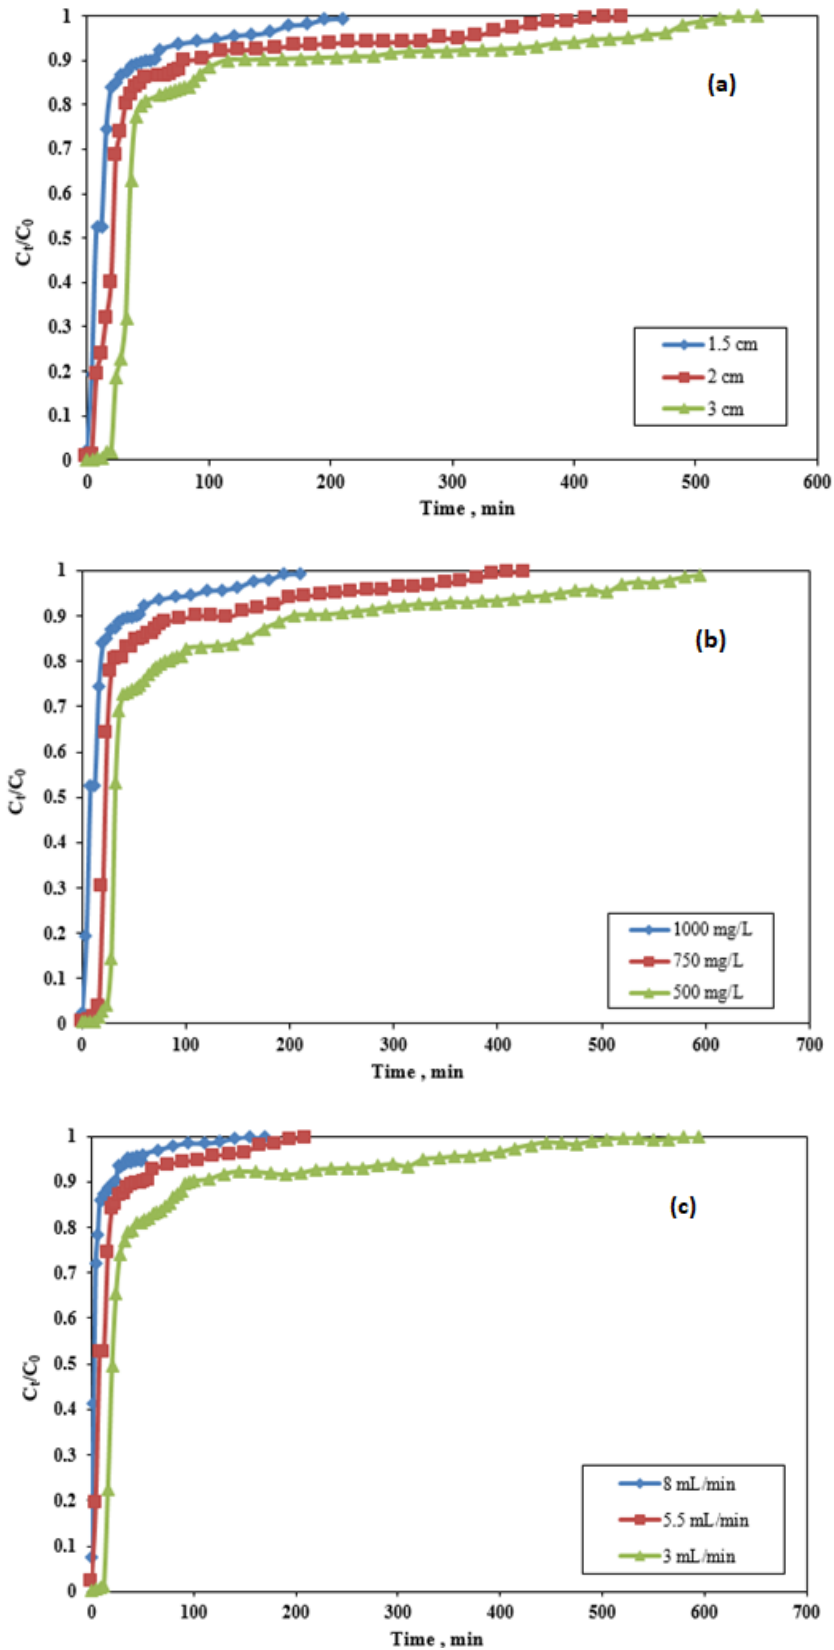 1
0.9
0.8
0.7
0.6
0.5
0.4
0.3
0.2
0.1
0
Ct/C0
(a)
1.5 cm
2 cm
3 cm
0 100 200 300 400 500 600
Time , min
1
0.9
0.8
0.7
0.6
0.5
0.4
0.3
0.2
0.1
0
Ct/C0
(b)
1000 mg/L
750 mg/L
500 mg/L
0 100 200 300 400 500 600 700
Time , min
1
0.9
0.8
0.7
0.6
0.5
0.4
0.3
0.2
0.1
0
Ct/C0
(c)
8 mL/min
5.5 mL/min
3 mL/min
0 100 200 300 400 500 600 700
Time , min